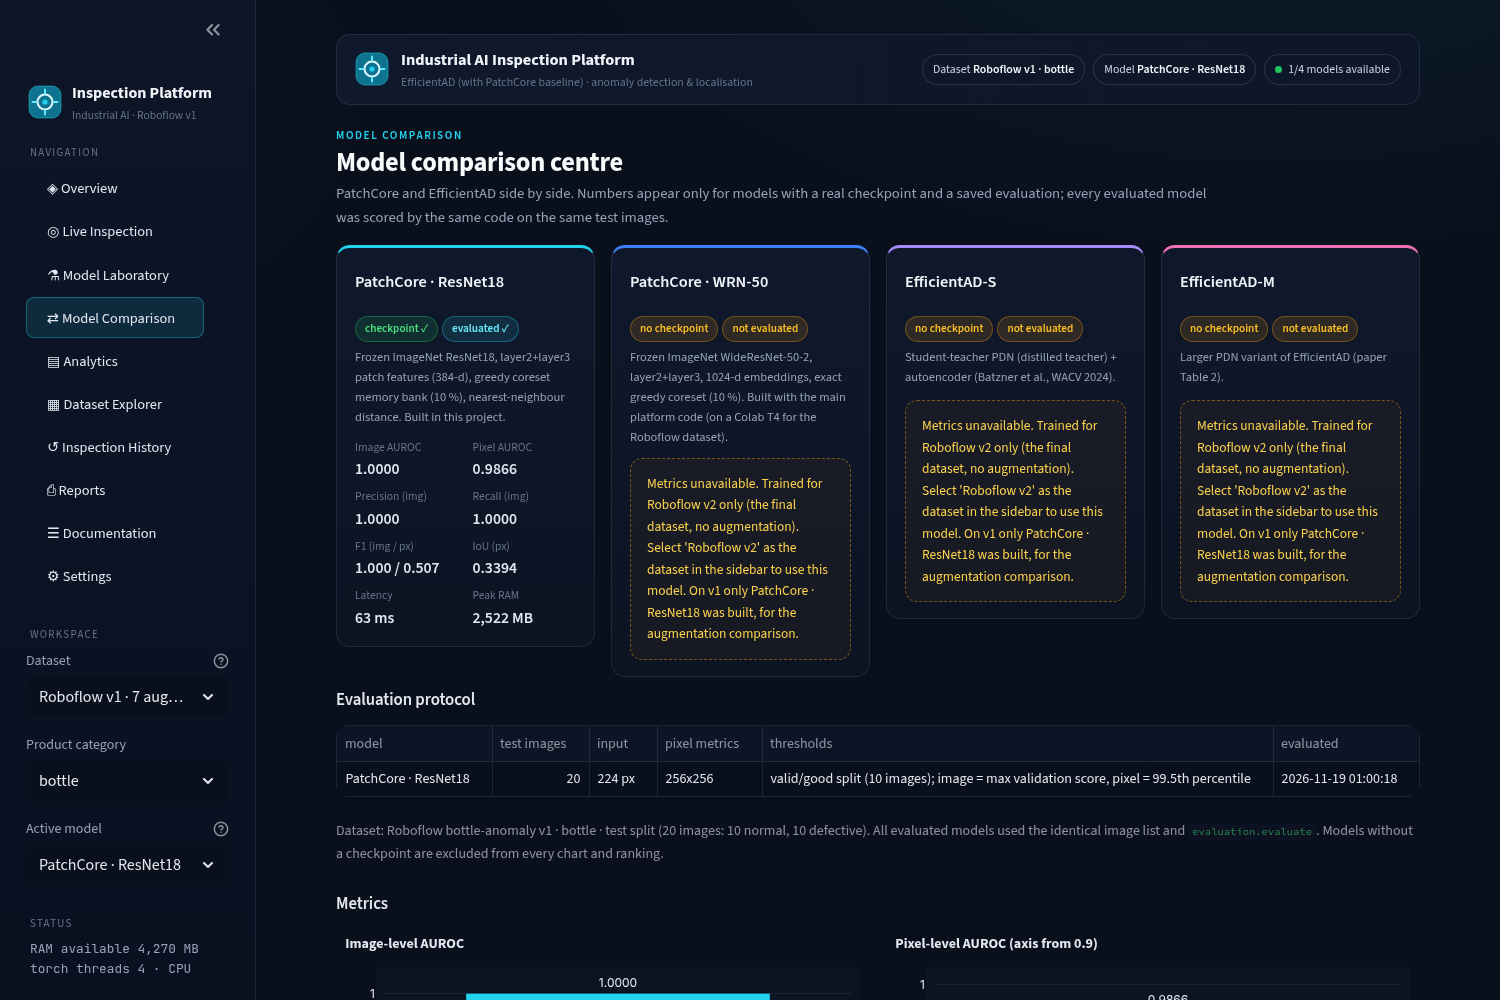 Inspection Platform
Industrial AI · Roboflow v1
NAVIGATION
Overview
Live Inspection
Model Laboratory
Model Comparison
Analytics
Dataset Explorer
Inspection History
Reports
Documentation
Settings
WORKSPACE
Dataset
Roboflow v1 · 7 aug…
Product category
bottle
Active model
PatchCore · ResNet18
STATUS
RAM available 4,270 MB
torch threads 4 · CPU
Industrial AI Inspection Platform
EfficientAD (with PatchCore baseline) · anomaly detection & localisation
Dataset Roboflow v1 · bottle
Model PatchCore · ResNet18
1/4 models available
MODEL COMPARISON
Model comparison centre
PatchCore and EfficientAD side by side. Numbers appear only for models with a real checkpoint and a saved evaluation; every evaluated model
was scored by the same code on the same test images.
PatchCore · ResNet18
checkpoint ✓ evaluated ✓
Frozen ImageNet ResNet18, layer2+layer3
patch features (384-d), greedy coreset
memory bank (10 %), nearest-neighbour
distance. Built in this project.
Image AUROC Pixel AUROC
1.0000 0.9866
Precision (img) Recall (img)
1.0000 1.0000
F1 (img / px) IoU (px)
1.000 / 0.507 0.3394
Latency Peak RAM
63 ms 2,522 MB
PatchCore · WRN-50
no checkpoint not evaluated
Frozen ImageNet WideResNet-50-2,
layer2+layer3, 1024-d embeddings, exact
greedy coreset (10 %). Built with the main
platform code (on a Colab T4 for the
Roboflow dataset).
Metrics unavailable. Trained for
Roboflow v2 only (the final
dataset, no augmentation).
Select 'Roboflow v2' as the
dataset in the sidebar to use this
model. On v1 only PatchCore ·
ResNet18 was built, for the
augmentation comparison.
EfficientAD-S
no checkpoint not evaluated
Student-teacher PDN (distilled teacher) +
autoencoder (Batzner et al., WACV 2024).
Metrics unavailable. Trained for
Roboflow v2 only (the final
dataset, no augmentation).
Select 'Roboflow v2' as the
dataset in the sidebar to use this
model. On v1 only PatchCore ·
ResNet18 was built, for the
augmentation comparison.
EfficientAD-M
no checkpoint not evaluated
Larger PDN variant of EfficientAD (paper
Table 2).
Metrics unavailable. Trained for
Roboflow v2 only (the final
dataset, no augmentation).
Select 'Roboflow v2' as the
dataset in the sidebar to use this
model. On v1 only PatchCore ·
ResNet18 was built, for the
augmentation comparison.
Evaluation protocol
model test images input pixel metrics thresholds evaluated
PatchCore · ResNet18 20 224 px 256x256 valid/good split (10 images); image = max validation score, pixel = 99.5th percentile 2026-11-19 01:00:18
Dataset: Roboflow bottle-anomaly v1 · bottle · test split (20 images: 10 normal, 10 defective). All evaluated models used the identical image list and evaluation.evaluate . Models without
a checkpoint are excluded from every chart and ranking.
Metrics
Image-level AUROC
1.0000
1
Pixel-level AUROC (axis from 0.9)
1
0.9866